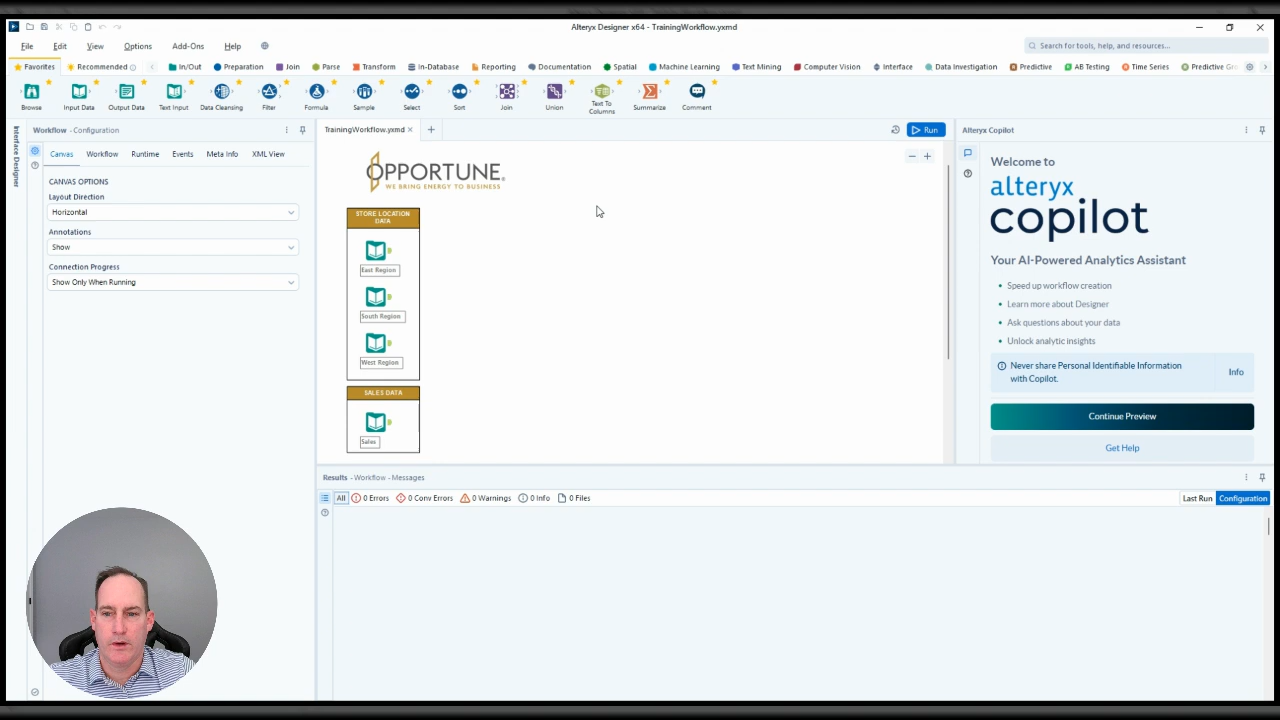 Alteryx Designer x64 - TrainingWorkflow.yxmd
File Edit View Options Add-Ons Help
Search for tools, help, and resources...
Favorites Recommended In/Out Preparation Join Parse Transform In-Database Reporting Documentation Spatial Machine Learning Text Mining Computer Vision Interface Data Investigation Predictive AB Testing Time Series Predictive Gro
Browse Input Data Output Data Text Input Data Cleansing Filter Formula Sample Select Sort Join Union Text To Columns Summarize Comment
Interface Designer
Workflow - Configuration
Canvas Workflow Runtime Events Meta Info XML View
CANVAS OPTIONS
Layout Direction
Horizontal
Annotations
Show
Connection Progress
Show Only When Running
TrainingWorkflow.yxmd
Run
OPPORTUNE®
WE BRING ENERGY TO BUSINESS
STORE LOCATION
DATA
East Region
South Region
West Region
SALES DATA
Sales
Alteryx Copilot
Welcome to
alteryx
copilot
Your AI-Powered Analytics Assistant
• Speed up workflow creation
• Learn more about Designer
• Ask questions about your data
• Unlock analytic insights
Never share Personal Identifiable Information
with Copilot.
Info
Continue Preview
Get Help
Results - Workflow - Messages
All 0 Errors 0 Conv Errors 0 Warnings 0 Info 0 Files
Last Run Configuration